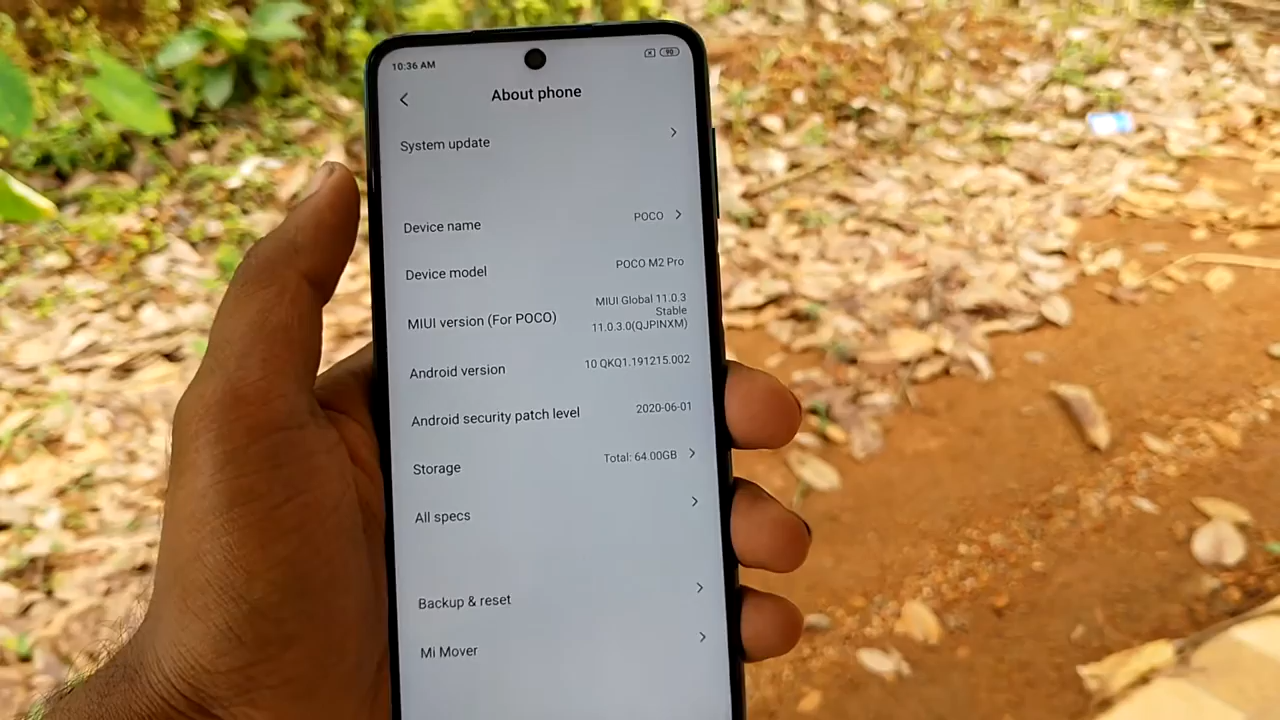 10:36 AM
90
About phone
System update
Device name
POCO
Device model
POCO M2 Pro
MIUI version (For POCO)
MIUI Global 11.0.3
Stable
11.0.3.0(QJPINXM)
Android version
10 QKQ1.191215.002
Android security patch level
2020-06-01
Storage
Total: 64.00GB
All specs
Backup & reset
Mi Mover